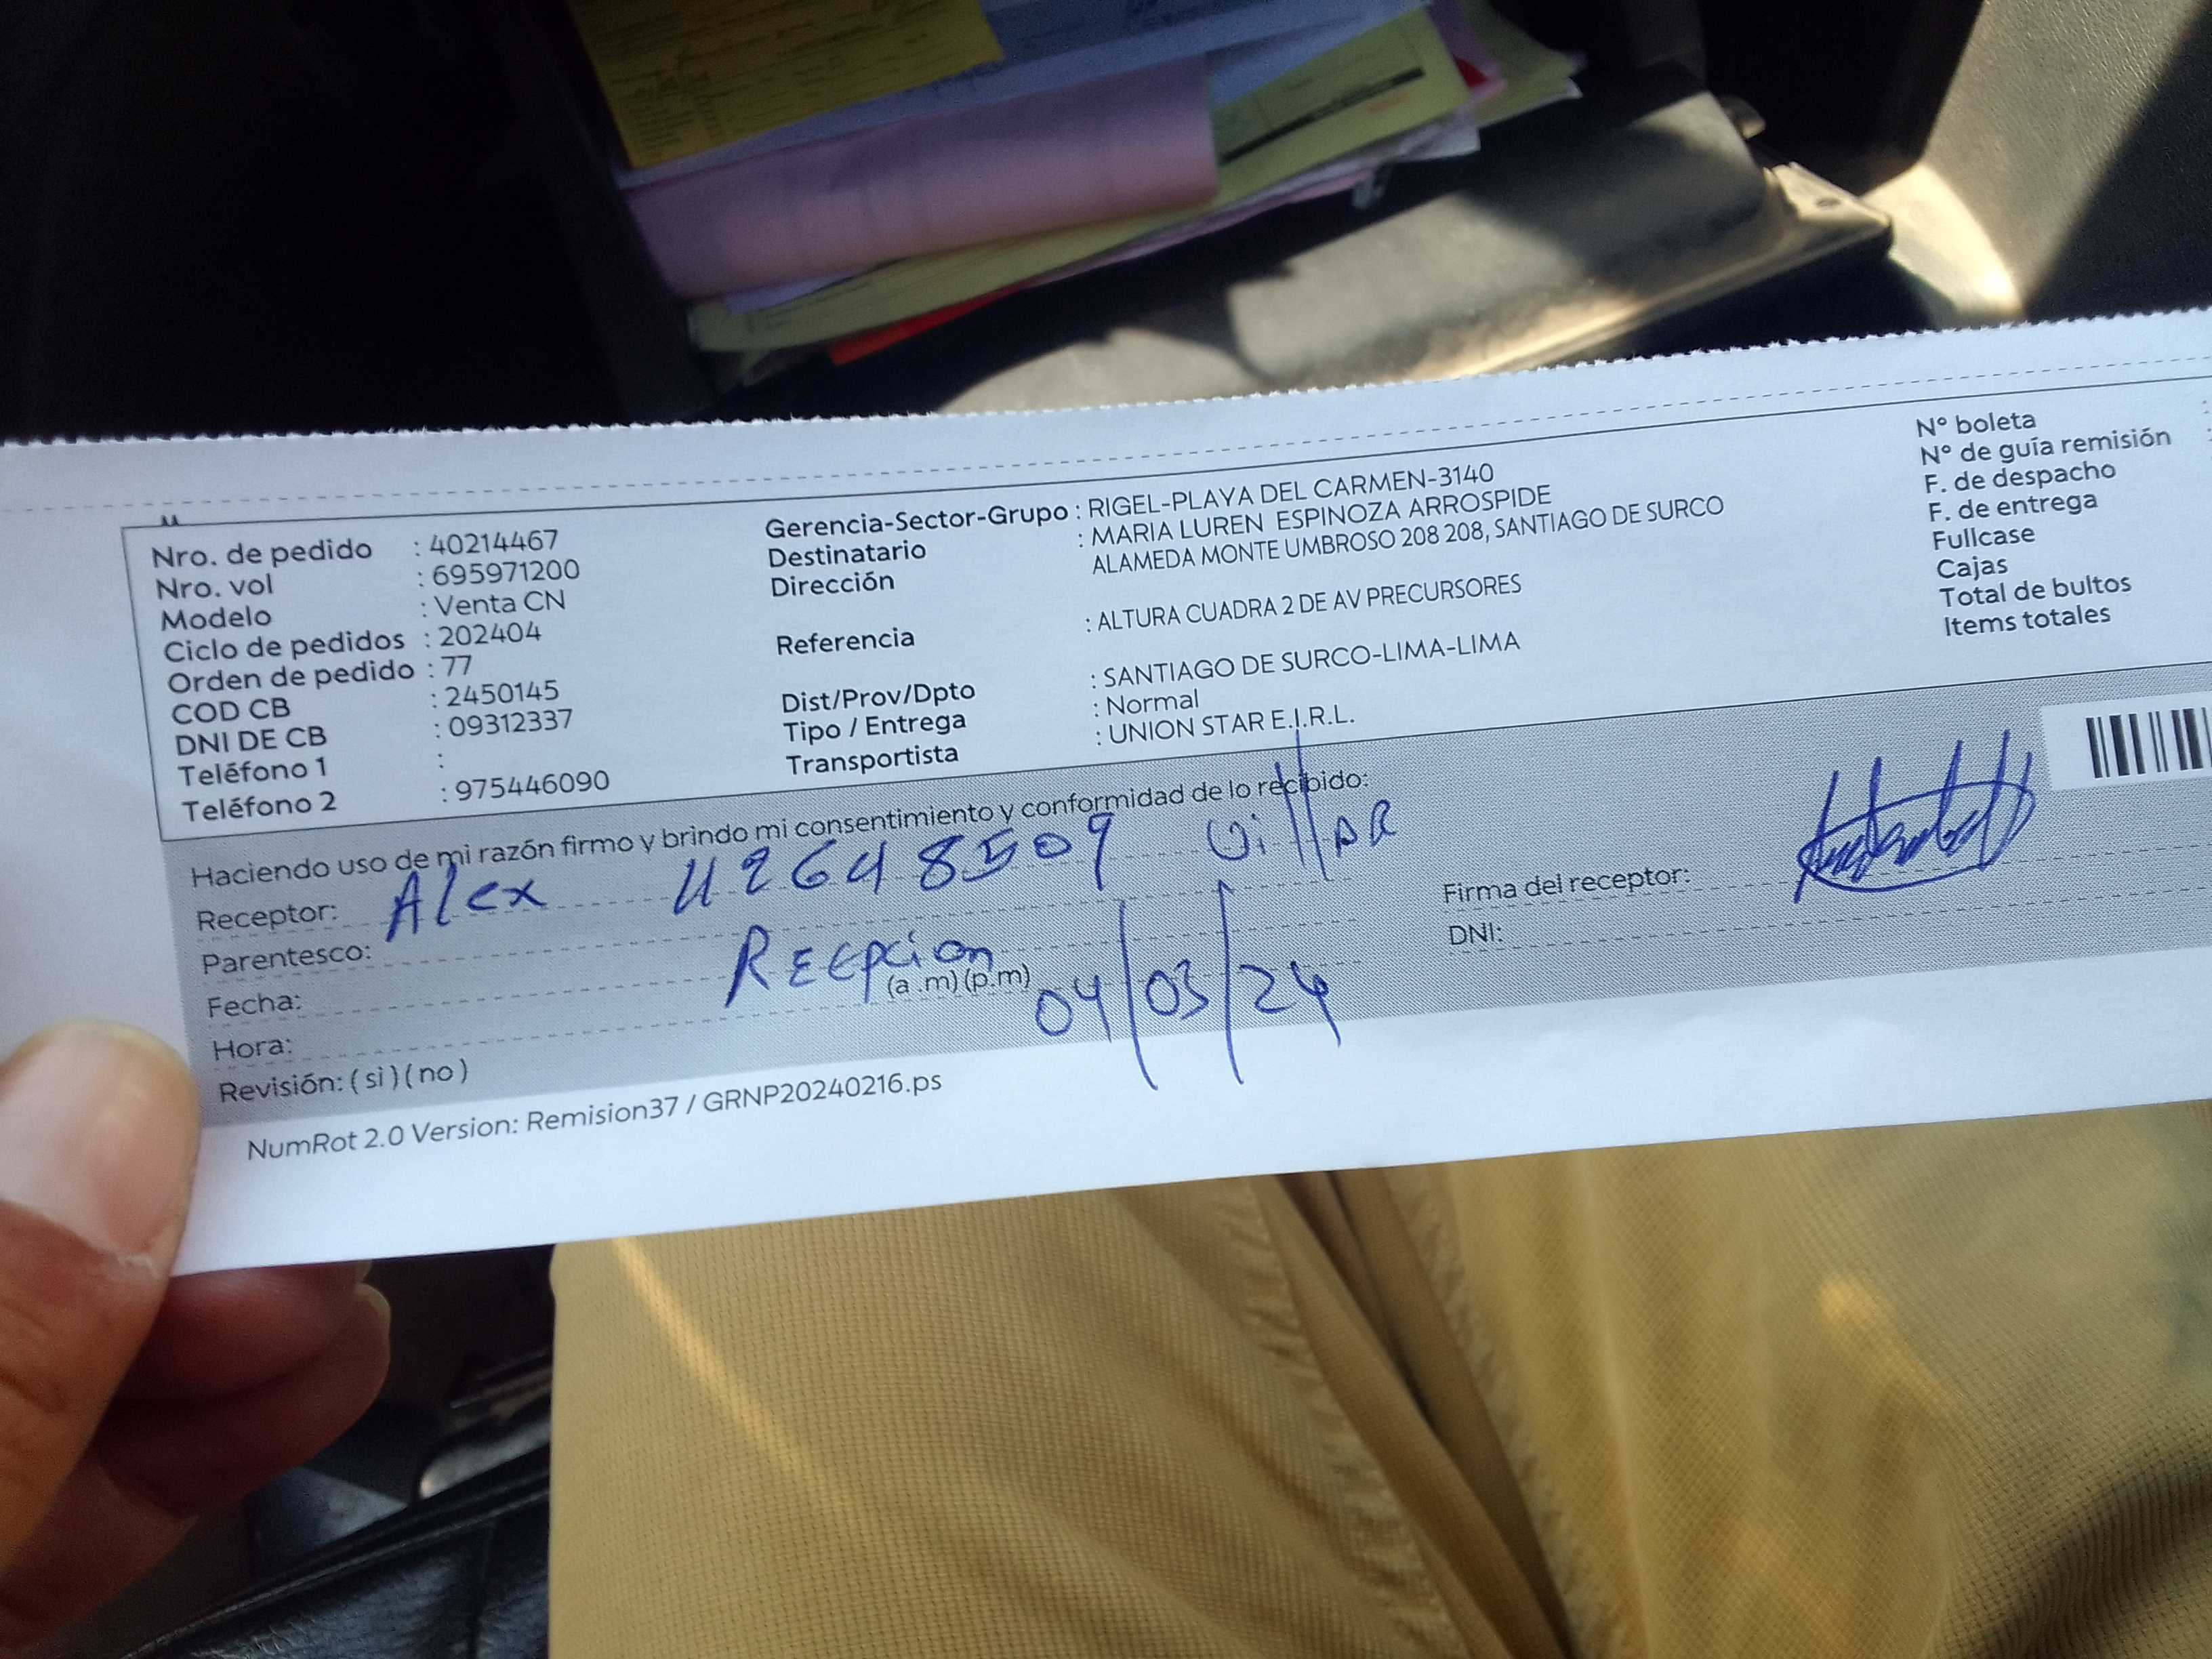 Nro. de pedido : 40214467
Nro. vol : 695971200
Modelo : Venta CN
Ciclo de pedidos : 202404
Orden de pedido : 77
COD CB : 2450145
DNI DE CB : 09312337
Teléfono 1 :
Teléfono 2 : 975446090
Gerencia-Sector-Grupo : RIGEL-PLAYA DEL CARMEN-3140
Destinatario : MARIA LUREN ESPINOZA ARROSPIDE
Dirección ALAMEDA MONTE UMBROSO 208 208, SANTIAGO DE SURCO
Referencia : ALTURA CUADRA 2 DE AV PRECURSORES
Dist/Prov/Dpto : SANTIAGO DE SURCO-LIMA-LIMA
Tipo / Entrega : Normal
Transportista : UNION STAR E.I.R.L.
N° boleta
N° de guía remisión
F. de despacho
F. de entrega
Fullcase
Cajas
Total de bultos
Items totales
Haciendo uso de mi razón firmo y brindo mi consentimiento y conformidad de lo recibido:
Receptor: Alex 42648509 Villar
Parentesco: Recpcion
Fecha: 04/03/24
Hora: (a.m)(p.m)
Revisión: (si)(no)
Firma del receptor:
DNI:
NumRot 2.0 Version: Remision37 / GRNP20240216.ps